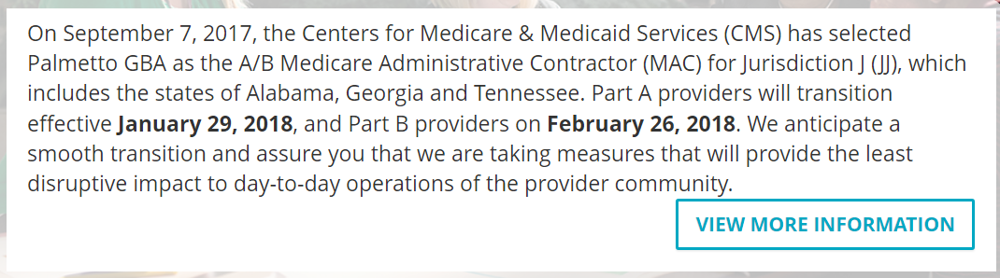 On September 7, 2017, the Centers for Medicare & Medicaid Services (CMS) has selected
Palmetto GBA as the A/B Medicare Administrative Contractor (MAC) for Jurisdiction J (JJ), which
includes the states of Alabama, Georgia and Tennessee. Part A providers will transition
effective January 29, 2018, and Part B providers on February 26, 2018. We anticipate a
smooth transition and assure you that we are taking measures that will provide the least
disruptive impact to day-to-day operations of the provider community.
VIEW MORE INFORMATION